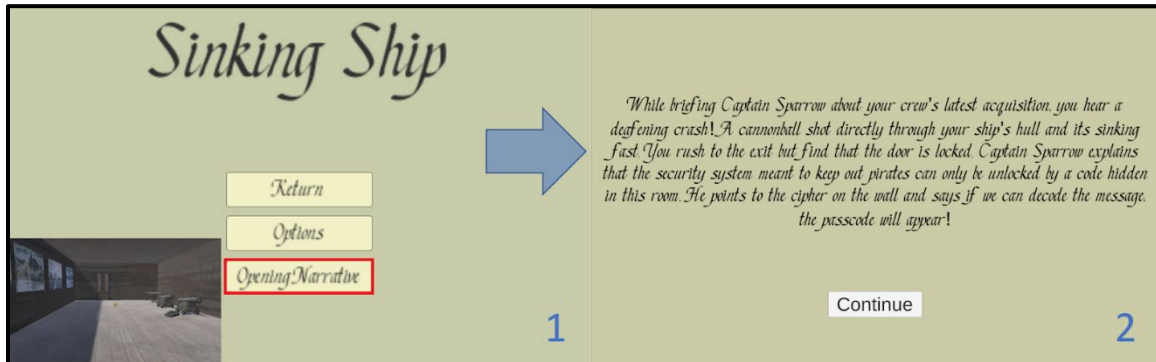 Sinking Ship
Return
Options
Opening Narrative
1
While briefing Captain Sparrow about your crew's latest acquisition, you hear a
deafening crash! A cannonball shot directly through your ship's hull and its sinking
fast. You rush to the exit but find that the door is locked. Captain Sparrow explains
that the security system meant to keep out pirates can only be unlocked by a code hidden
in this room. He points to the cipher on the wall and says if we can decode the message,
the passcode will appear!
Continue
2